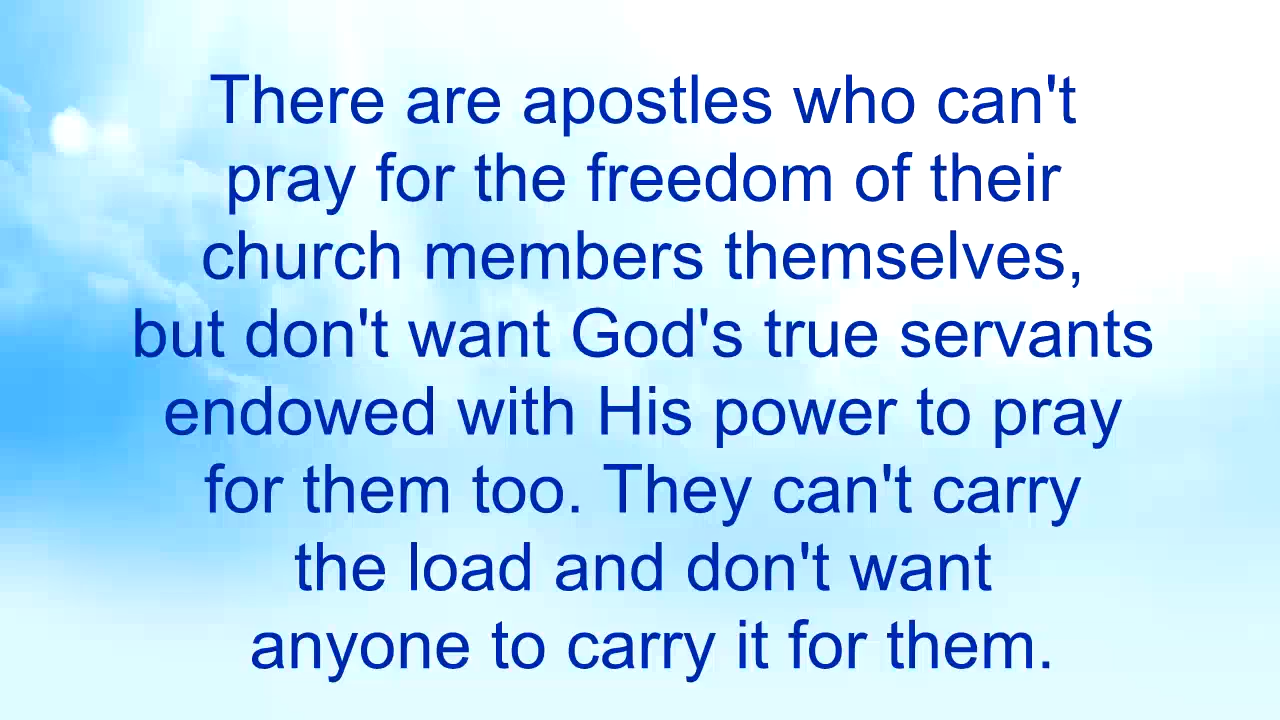 There are apostles who can't
pray for the freedom of their
church members themselves,
but don't want God's true servants
endowed with His power to pray
for them too. They can't carry
the load and don't want
anyone to carry it for them.